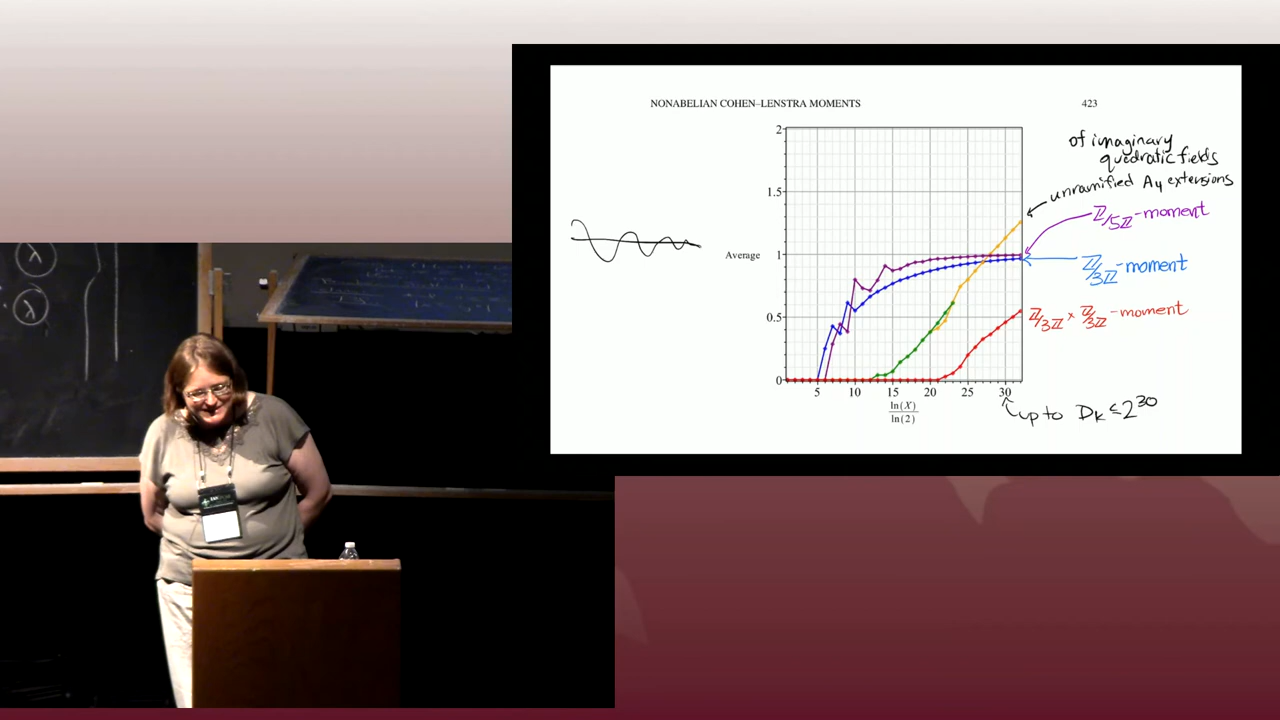 NONABELIAN COHEN–LENSTRA MOMENTS 423
2
1.5
Average
1
0.5
0
5 10 15 20 25 30
ln(X)
ln(2)
of imaginary
quadratic fields
unramified A4 extensions
ℤ/5ℤ-moment
ℤ/3ℤ-moment
ℤ/3ℤ × ℤ/3ℤ-moment
up to DK ≤ 2^30
λ
λ